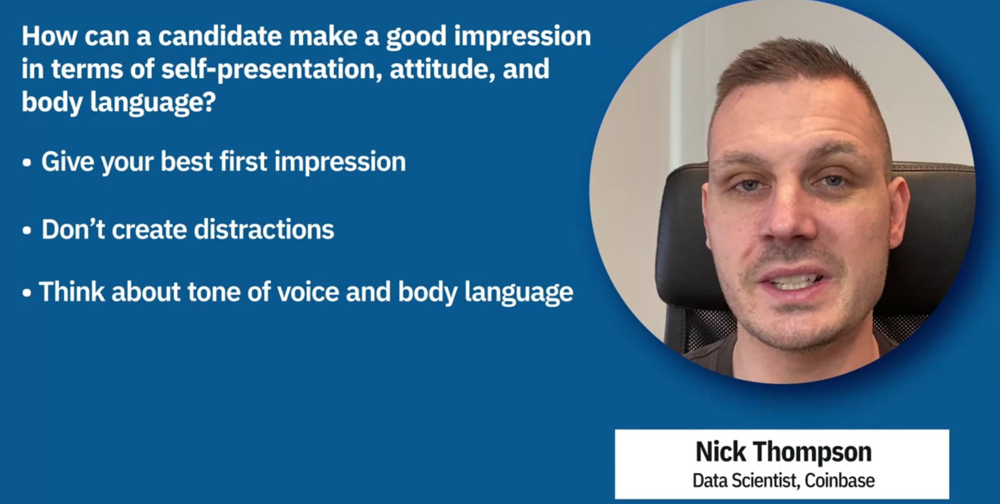 How can a candidate make a good impression
in terms of self-presentation, attitude, and
body language?
• Give your best first impression
• Don’t create distractions
• Think about tone of voice and body language
Nick Thompson
Data Scientist, Coinbase